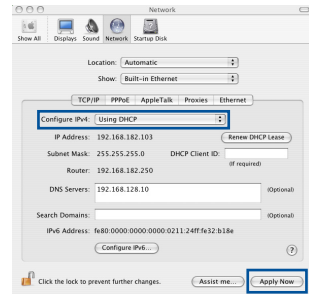 Network
Show All Displays Sound Network Startup Disk
Location: Automatic
Show: Built-in Ethernet
TCP/IP PPPoE AppleTalk Proxies Ethernet
Configure IPv4: Using DHCP
IP Address: 192.168.182.103 Renew DHCP Lease
Subnet Mask: 255.255.255.0 DHCP Client ID:
(If required)
Router: 192.168.182.250
DNS Servers: 192.168.128.10 (Optional)
Search Domains: (Optional)
IPv6 Address: fe80:0000:0000:0000:0211:24ff:fe32:b18e
Configure IPv6... ?
Click the lock to prevent further changes. Assist me... Apply Now